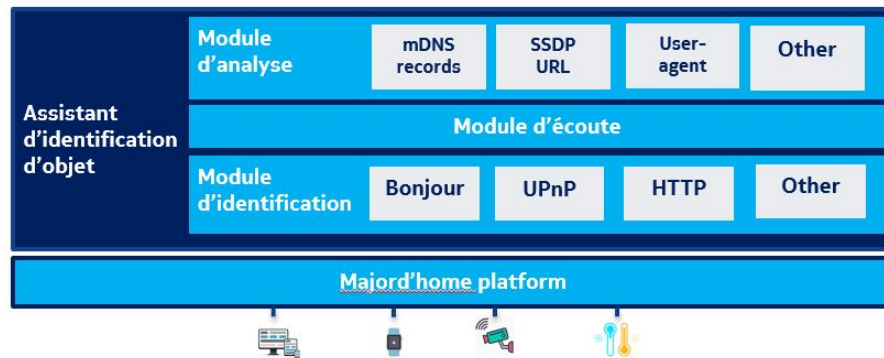 Assistant
d'identification
d'objet
Module
d'analyse
mDNS
records
SSDP
URL
User-
agent
Other
Module d'écoute
Module
d'identification
Bonjour
UPnP
HTTP
Other
Majord'home platform